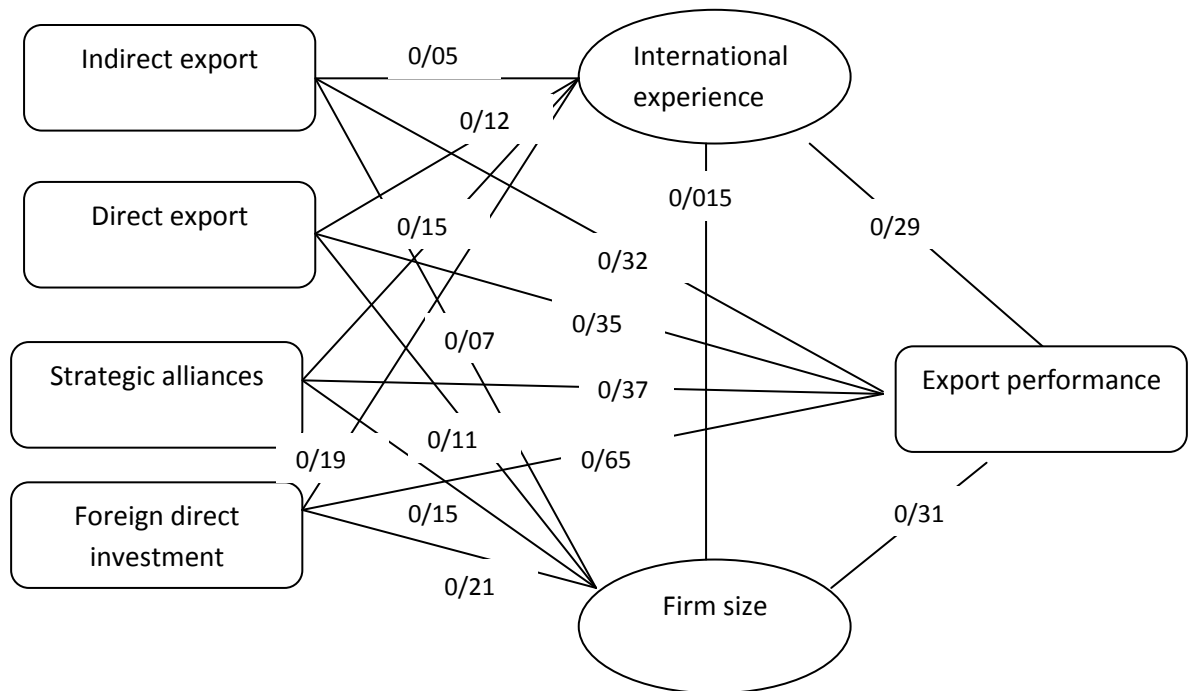 Indirect export
0/05
International
experience
0/12
Direct export
0/015
0/15
0/29
0/32
0/35
0/07
Strategic alliances
0/37
Export performance
0/11
0/19
0/65
Foreign direct
investment
0/15
0/31
0/21
Firm size